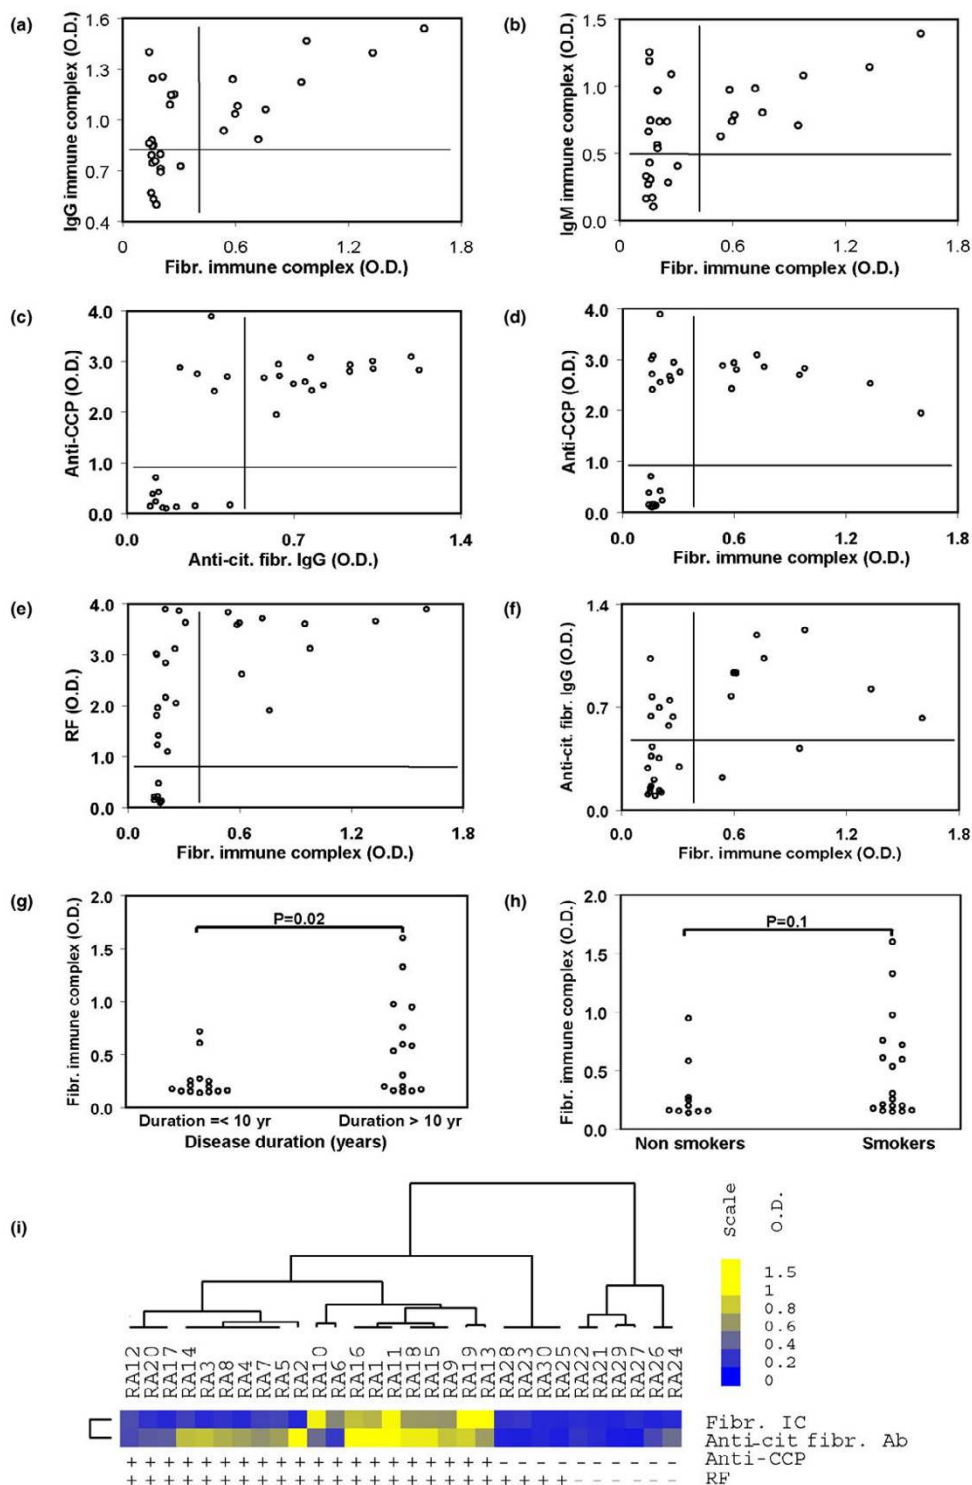 (a)
IgG immune complex (O.D.)
1.6
1.3
1.0
0.7
0.4
0
0.6
1.2
1.8
Fibr. immune complex (O.D.)
(b)
IgM immune complex (O.D.)
1.5
1.0
0.5
0.0
0
0.6
1.2
1.8
Fibr. immune complex (O.D.)
(c)
Anti-CCP (O.D.)
4.0
3.0
2.0
1.0
0.0
0.0
0.7
1.4
Anti-cit. fibr. IgG (O.D.)
(d)
Anti-CCP (O.D.)
4.0
3.0
2.0
1.0
0.0
0.0
0.6
1.2
1.8
Fibr. immune complex (O.D.)
(e)
RF (O.D.)
4.0
3.0
2.0
1.0
0.0
0.0
0.6
1.2
1.8
Fibr. immune complex (O.D.)
(f)
Anti-cit. fibr. IgG (O.D.)
1.4
0.7
0.0
0.0
0.6
1.2
1.8
Fibr. immune complex (O.D.)
(g)
Fibr. immune complex (O.D.)
2.0
1.5
1.0
0.5
0.0
P=0.02
Duration =< 10 yr
Duration > 10 yr
Disease duration (years)
(h)
Fibr. immune complex (O.D.)
2.0
1.5
1.0
0.5
0.0
P=0.1
Non smokers
Smokers
(i)
Scale
O.D.
1.5
1
0.8
0.6
0.4
0.2
0
RA12
RA20
RA17
RA14
RA3
RA8
RA4
RA7
RA5
RA2
RA10
RA6
RA16
RA1
RA11
RA18
RA15
RA9
RA19
RA13
RA28
RA23
RA30
RA25
RA22
RA21
RA29
RA27
RA26
RA24
Fibr. IC
Anti-cit fibr. Ab
+ + + + + + + + + + + + + + + + + + + + - - - - - - - - - - Anti-CCP
+ + + + + + + + + + + + + + + + + + + + + + + + - - - - - - RF